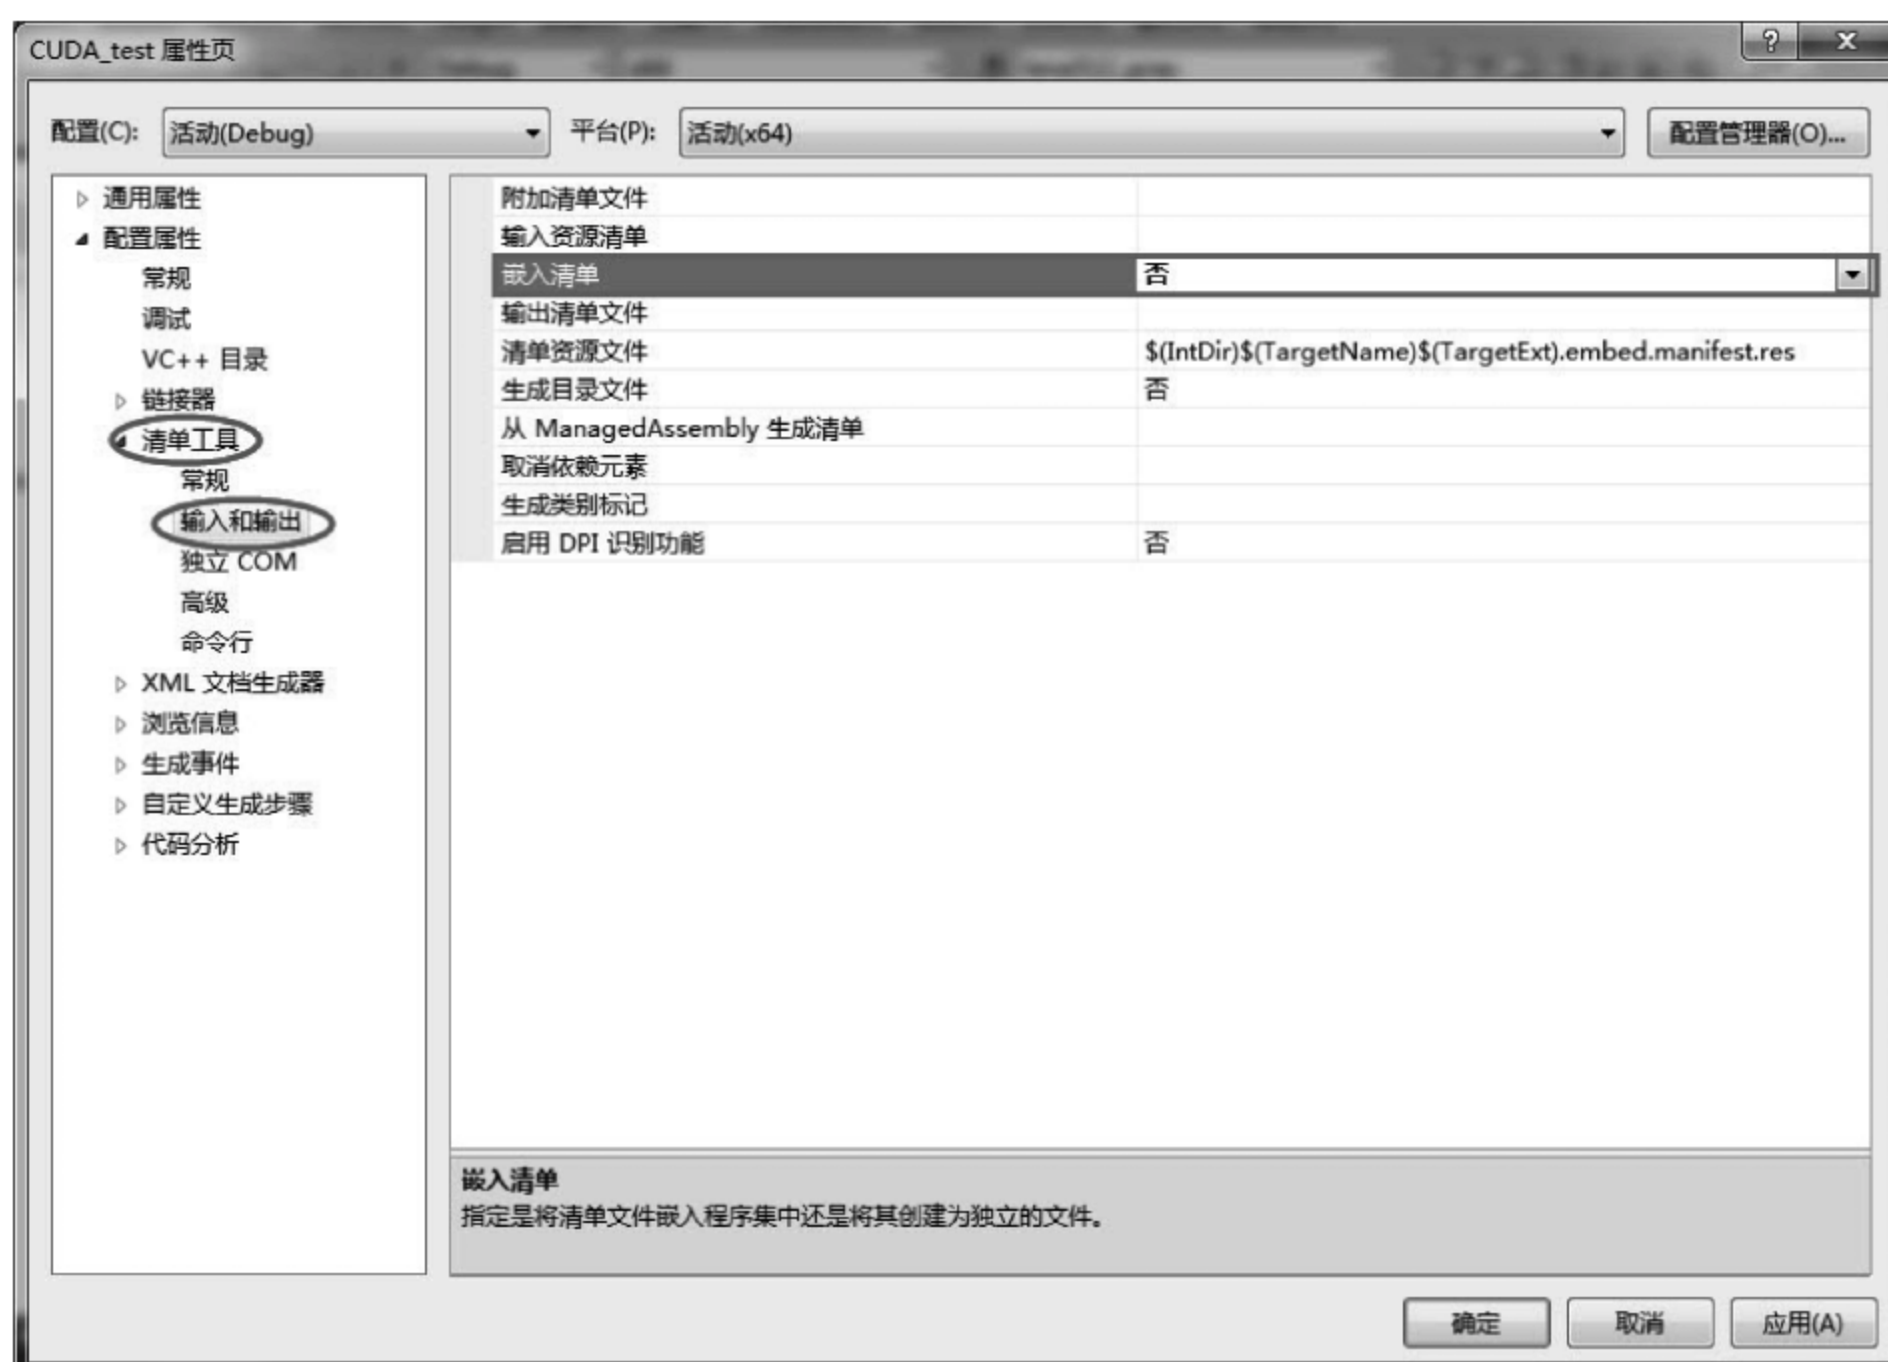 CUDA_test 属性页
配置(C): 活动(Debug) 平台(P): 活动(x64) 配置管理器(O)...
通用属性
配置属性
常规
调试
VC++ 目录
链接器
清单工具
常规
输入和输出
独立 COM
高级
命令行
XML 文档生成器
浏览信息
生成事件
自定义生成步骤
代码分析
附加清单文件
输入资源清单
嵌入清单 否
输出清单文件
清单资源文件 $(IntDir)$(TargetName)$(TargetExt).embed.manifest.res
生成目录文件 否
从 ManagedAssembly 生成清单
取消依赖元素
生成类别标记
启用 DPI 识别功能 否
嵌入清单
指定是将清单文件嵌入程序集中还是将其创建为独立的文件。
确定 取消 应用(A)